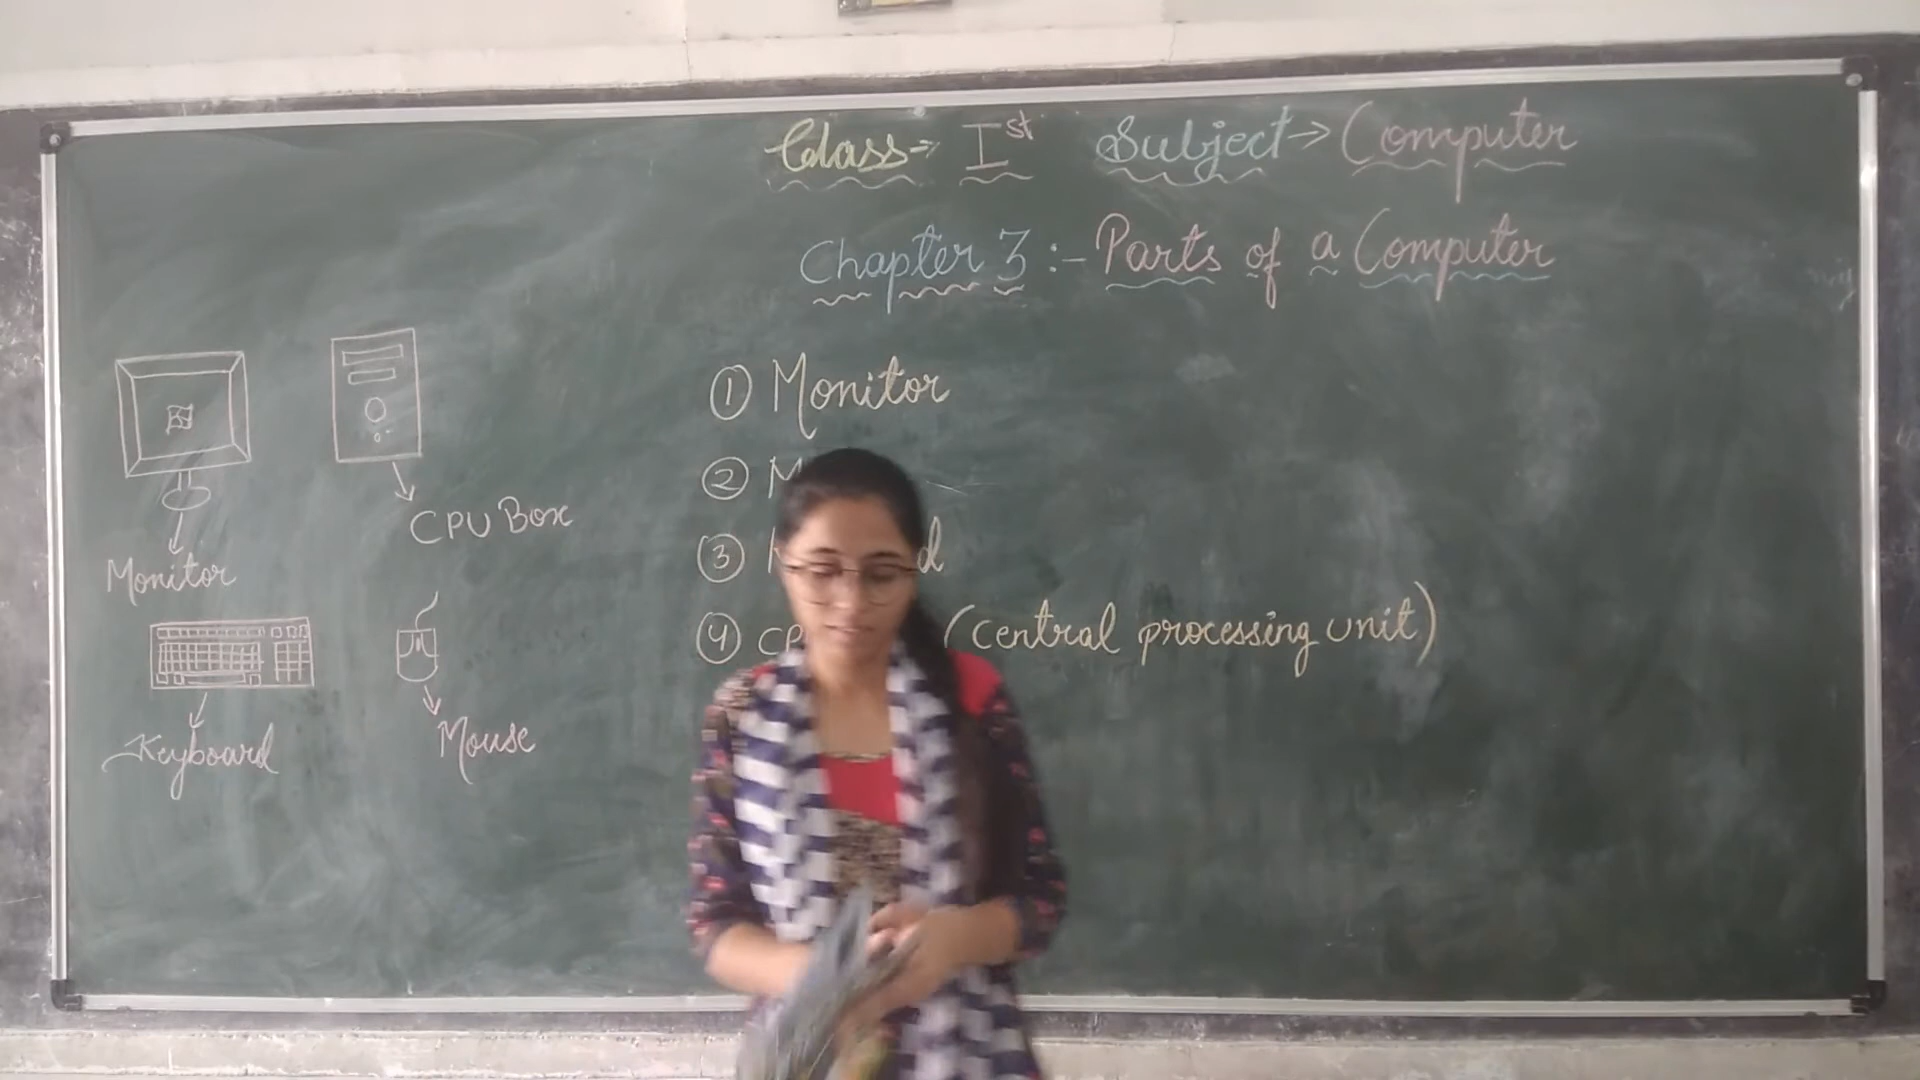 Class→ Ist Subject→ Computer
Chapter 3:- Parts of a Computer
① Monitor
②
③
④ (Central processing unit)
CPU Box
Monitor
Keyboard
Mouse